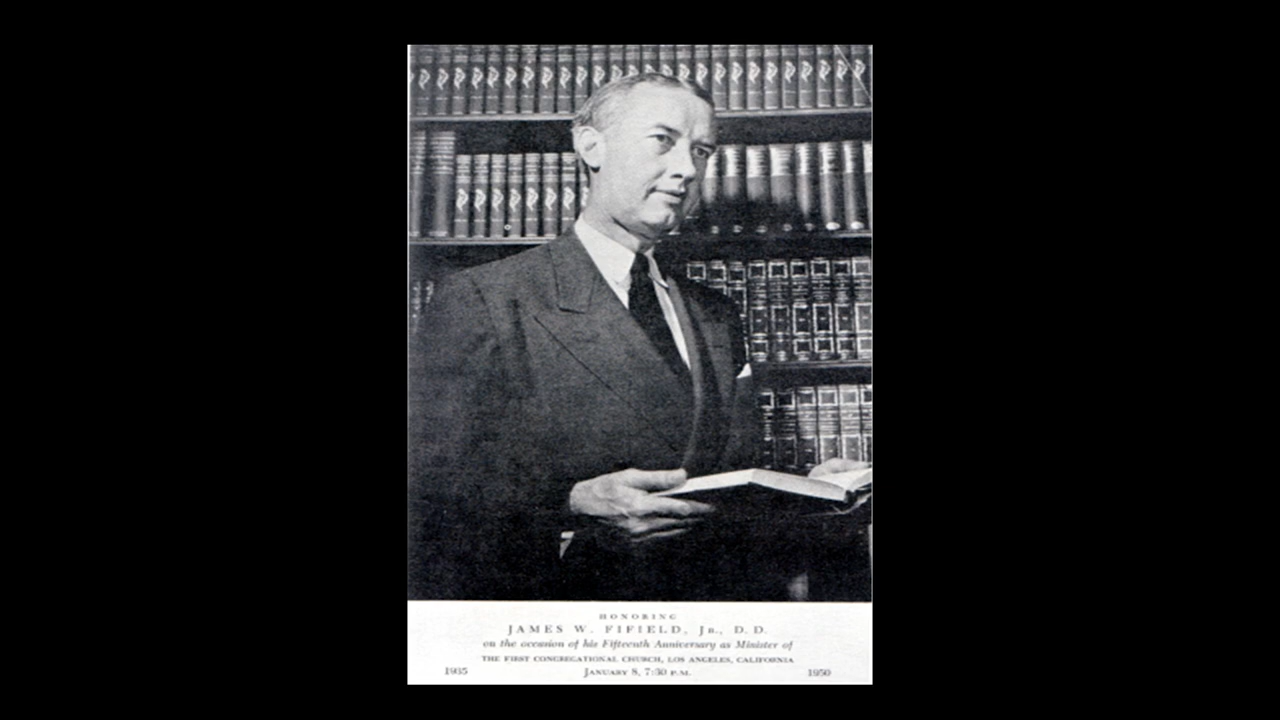 HONORING
JAMES W. FIFIELD, Jr., D. D.
on the occasion of his Fifteenth Anniversary as Minister of
THE FIRST CONGREGATIONAL CHURCH, LOS ANGELES, CALIFORNIA
1935 January 8, 7:30 P.M. 1950